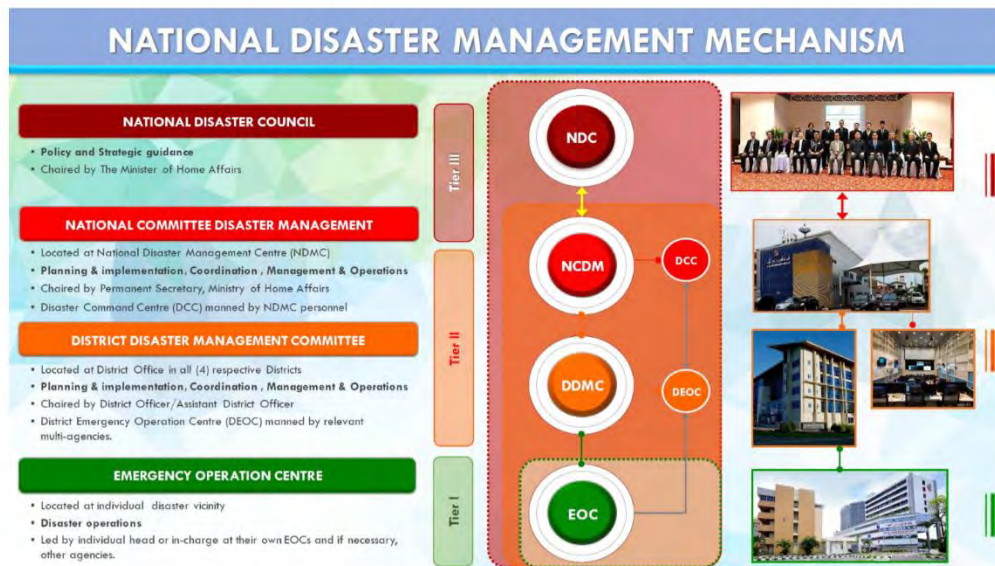 NATIONAL DISASTER MANAGEMENT MECHANISM
NATIONAL DISASTER COUNCIL
• Policy and Strategic guidance
• Chaired by The Minister of Home Affairs
NATIONAL COMMITTEE DISASTER MANAGEMENT
• Located at National Disaster Management Centre (NDMC)
• Planning & implementation, Coordination , Management & Operations
• Chaired by Permanent Secretary, Ministry of Home Affairs
• Disaster Command Centre (DCC) manned by NDMC personnel
DISTRICT DISASTER MANAGEMENT COMMITTEE
• Located at District Office in all (4) respective Districts
• Planning & implementation, Coordination , Management & Operations
• Chaired by District Officer/Assistant District Officer
• District Emergency Operation Centre (DEOC) manned by relevant
multi-agencies.
EMERGENCY OPERATION CENTRE
• Located at individual disaster vicinity
• Disaster operations
• Led by individual head or in-charge at their own EOCs and if necessary,
other agencies.
Tier III
Tier II
Tier I
NDC
NCDM
DCC
DDMC
DEOC
EOC